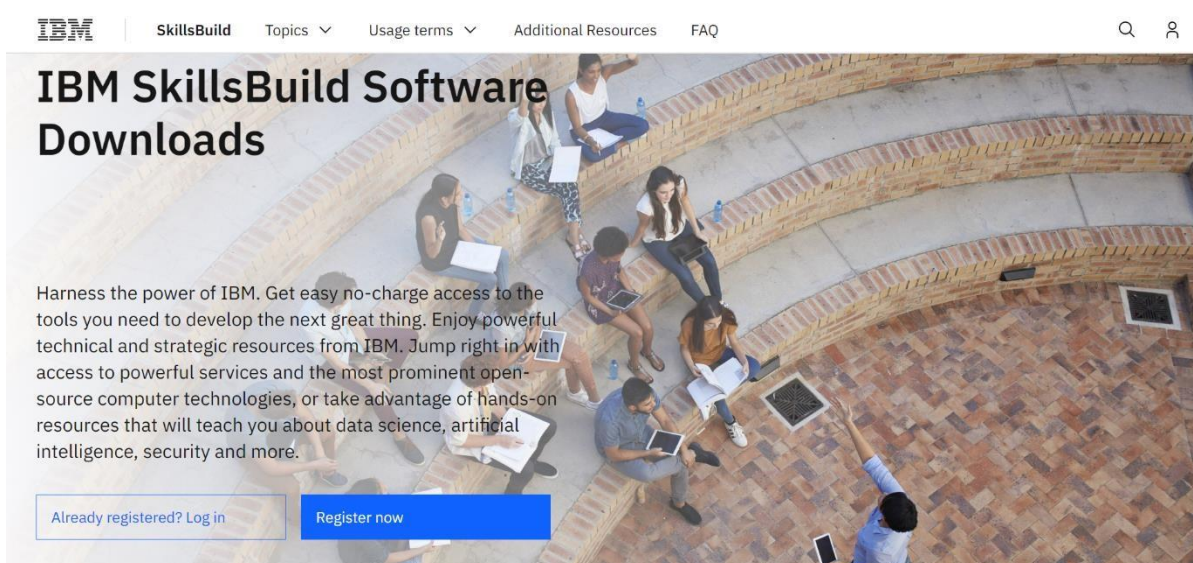 IBM
SkillsBuild
Topics
Usage terms
Additional Resources
FAQ
IBM SkillsBuild Software
Downloads
Harness the power of IBM. Get easy no-charge access to the
tools you need to develop the next great thing. Enjoy powerful
technical and strategic resources from IBM. Jump right in with
access to powerful services and the most prominent open-
source computer technologies, or take advantage of hands-on
resources that will teach you about data science, artificial
intelligence, security and more.
Already registered? Log in
Register now